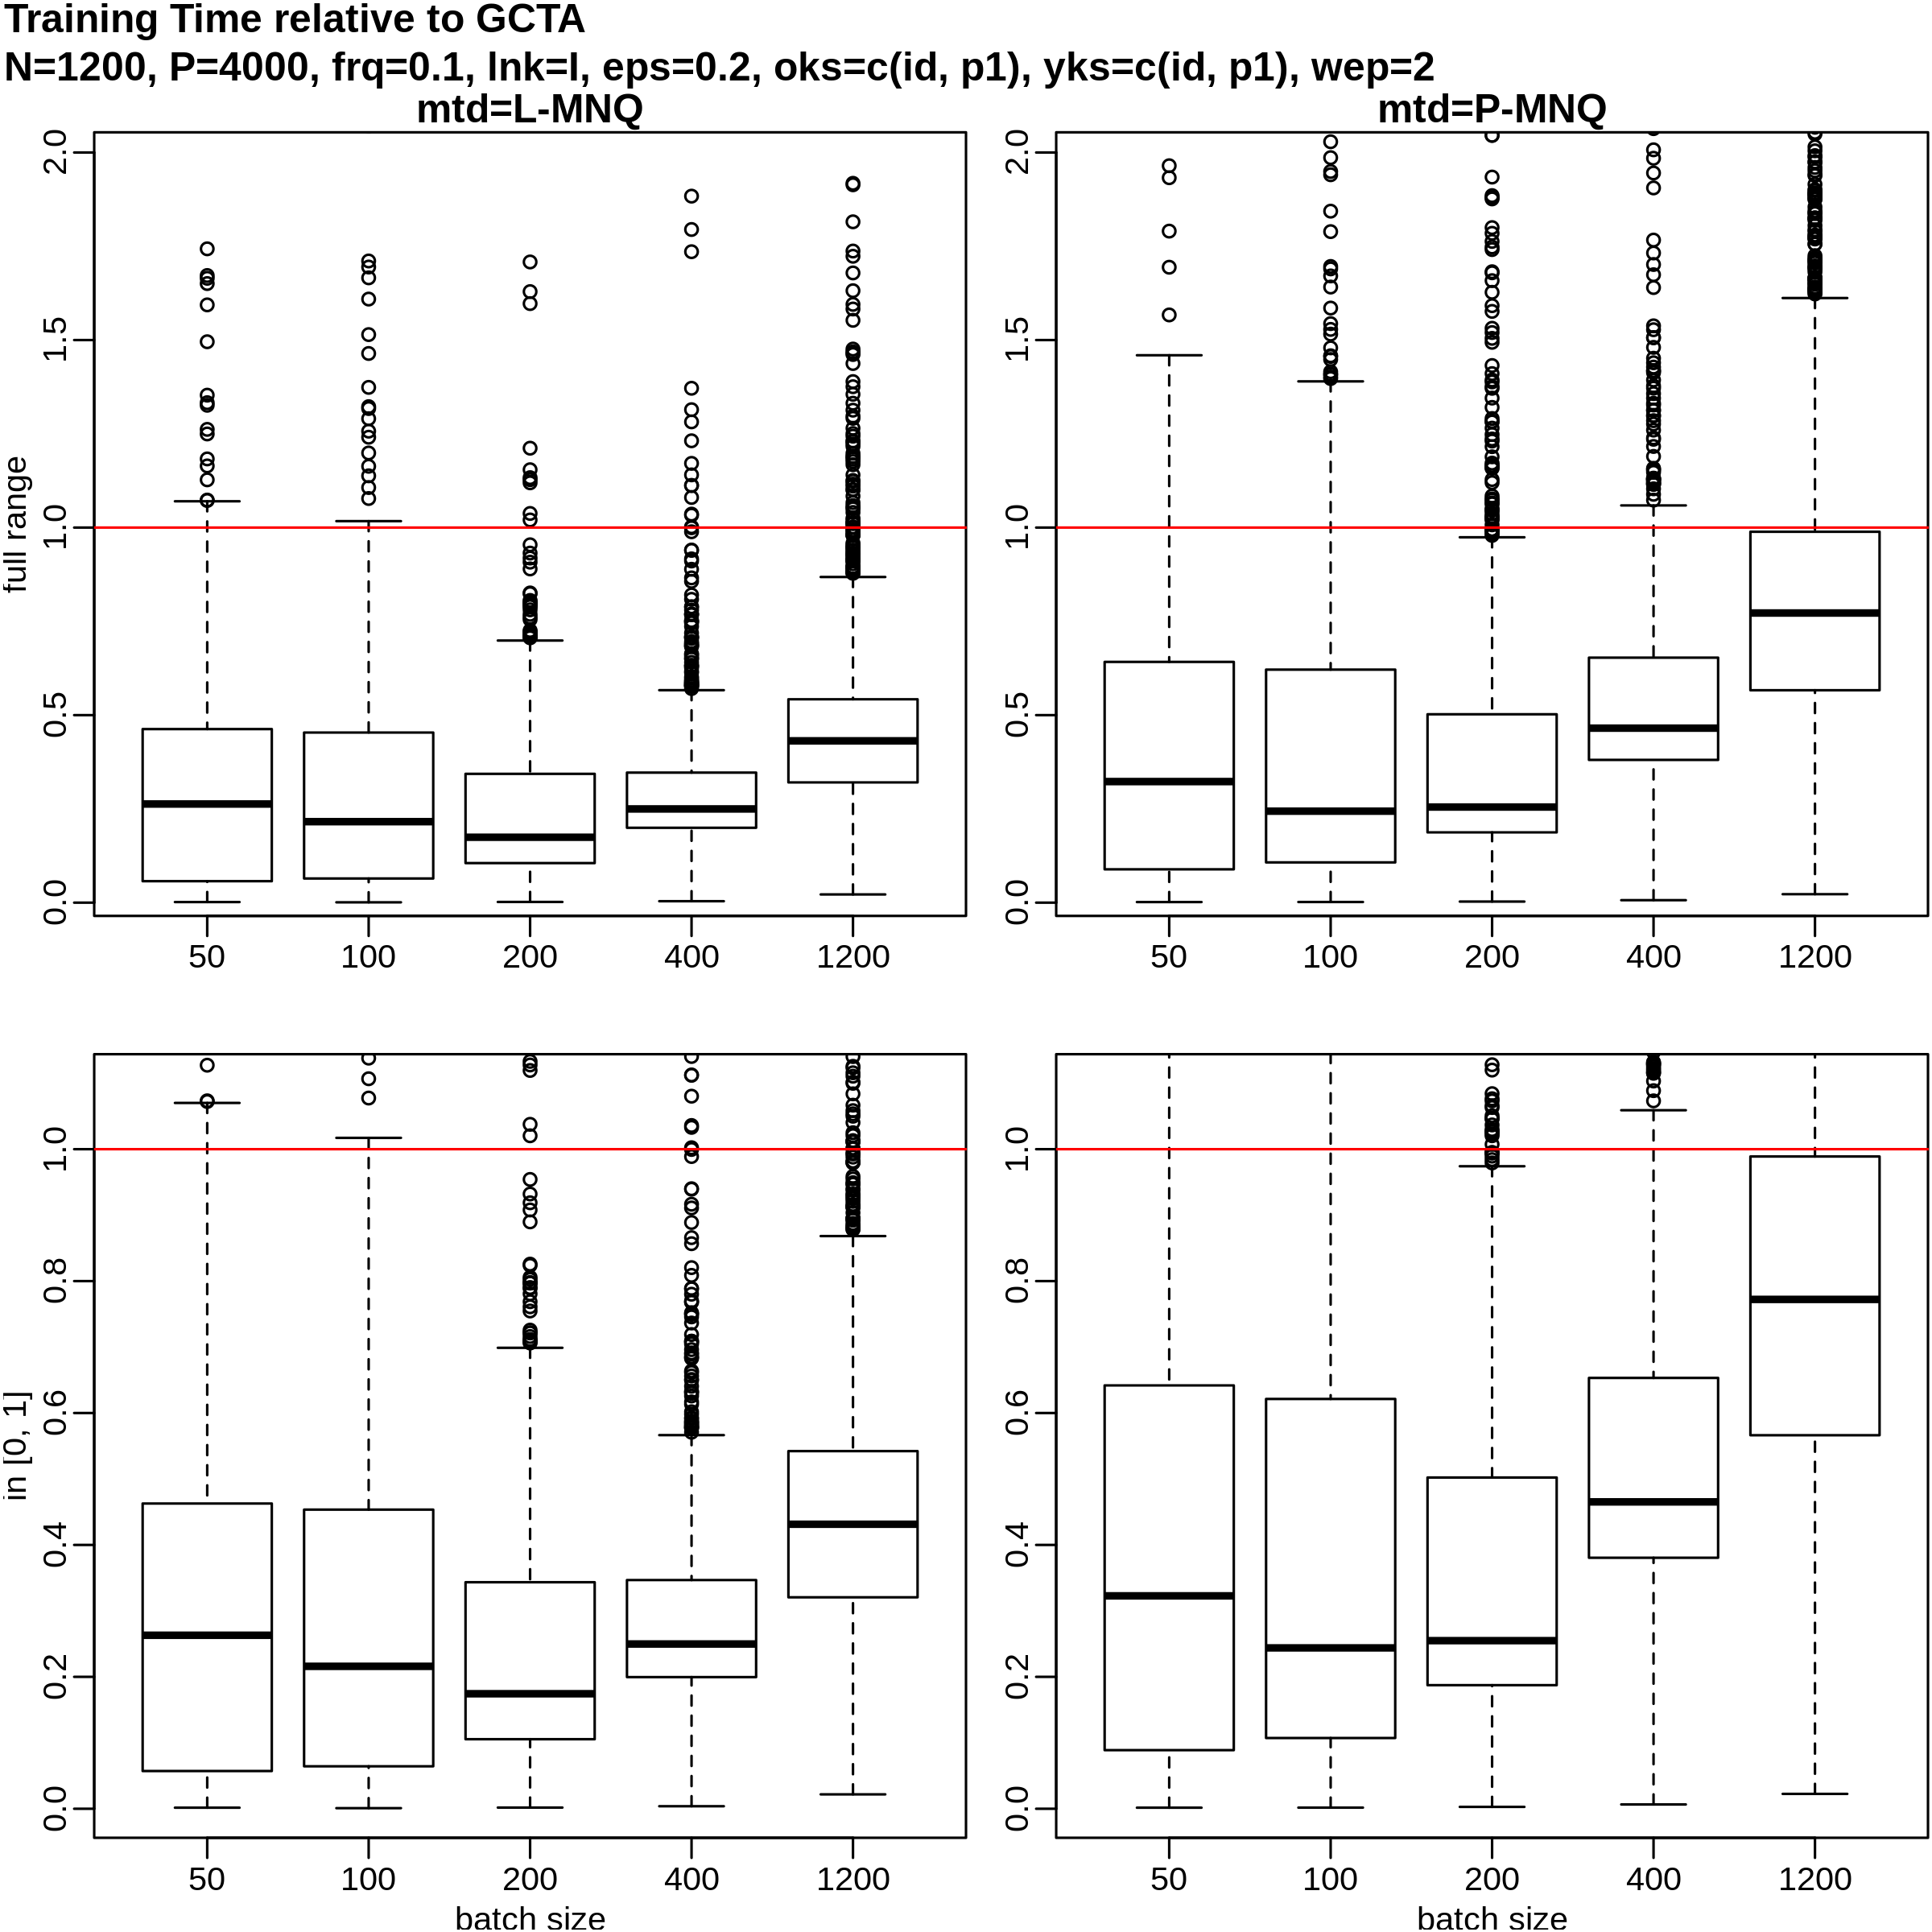 Training Time relative to GCTA
N=1200, P=4000, frq=0.1, lnk=I, eps=0.2, oks=c(id, p1), yks=c(id, p1), wep=2
mtd=L-MNQ
full range
2.0
1.5
1.0
0.5
0.0
50 100 200 400 1200
mtd=P-MNQ
2.0
1.5
1.0
0.5
0.0
50 100 200 400 1200
in [0, 1]
1.0
0.8
0.6
0.4
0.2
0.0
50 100 200 400 1200
batch size
1.0
0.8
0.6
0.4
0.2
0.0
50 100 200 400 1200
batch size